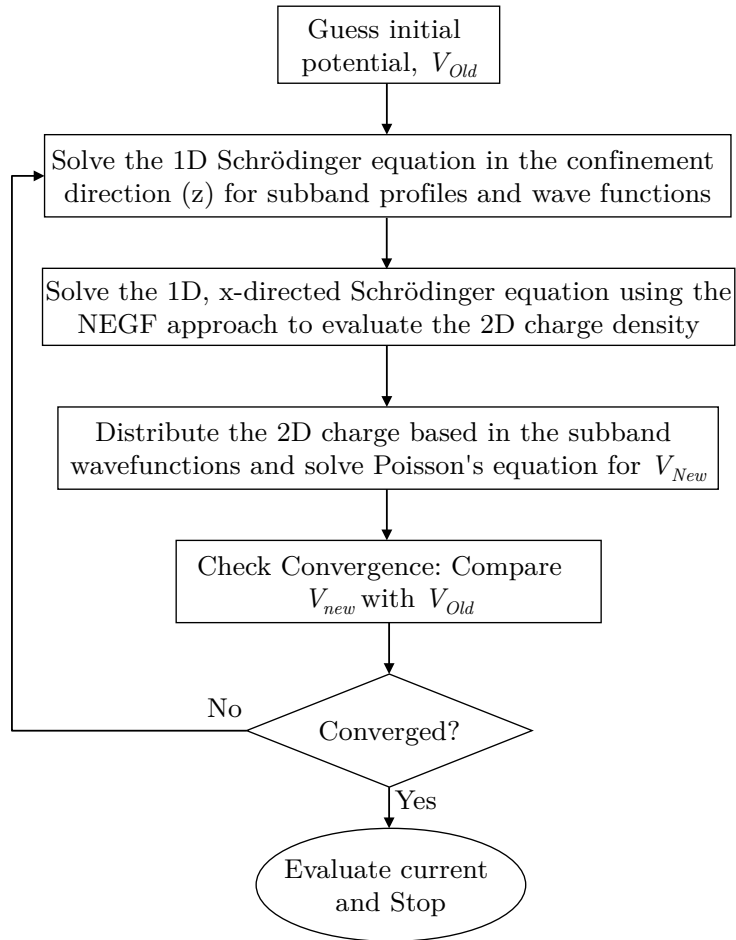 Guess initial
potential, V_Old
Solve the 1D Schrödinger equation in the confinement
direction (z) for subband profiles and wave functions
Solve the 1D, x-directed Schrödinger equation using the
NEGF approach to evaluate the 2D charge density
Distribute the 2D charge based in the subband
wavefunctions and solve Poisson's equation for V_New
Check Convergence: Compare
V_new with V_Old
No
Converged?
Yes
Evaluate current
and Stop